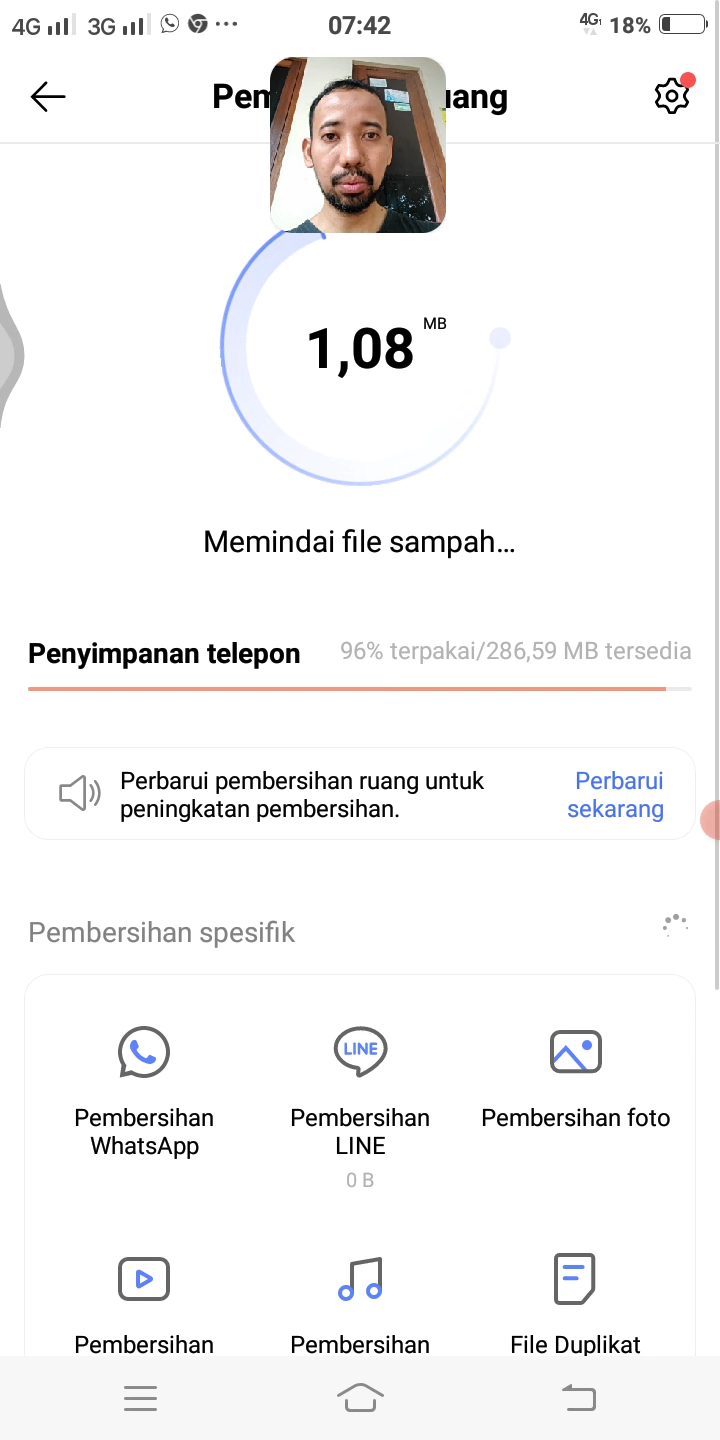 4G 3G 07:42 4G 18%
Pem uang
1,08 MB
Memindai file sampah...
Penyimpanan telepon 96% terpakai/286,59 MB tersedia
Perbarui pembersihan ruang untuk
peningkatan pembersihan.
Perbarui
sekarang
Pembersihan spesifik
LINE
Pembersihan
WhatsApp
Pembersihan
LINE
0 B
Pembersihan foto
Pembersihan
Pembersihan
File Duplikat